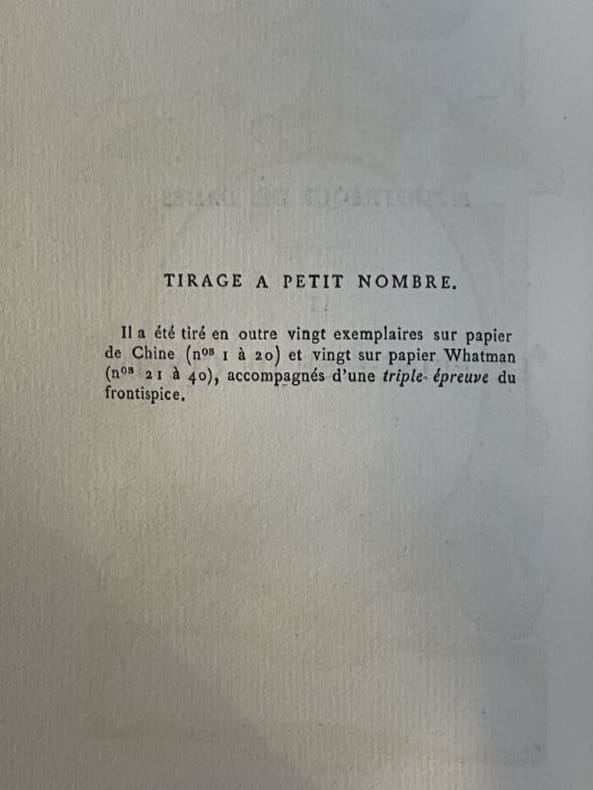 TIRAGE A PETIT NOMBRE.
Il a été tiré en outre vingt exemplaires sur papier
de Chine (nos 1 à 20) et vingt sur papier Whatman
(nos 21 à 40), accompagnés d'une triple épreuve du
frontispice.